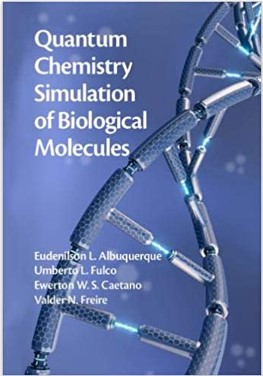 Quantum
Chemistry
Simulation
of Biological
Molecules
Eudenilson L. Albuquerque
Umberto L. Fulco
Ewerton W. S. Caetano
Valder N. Freire